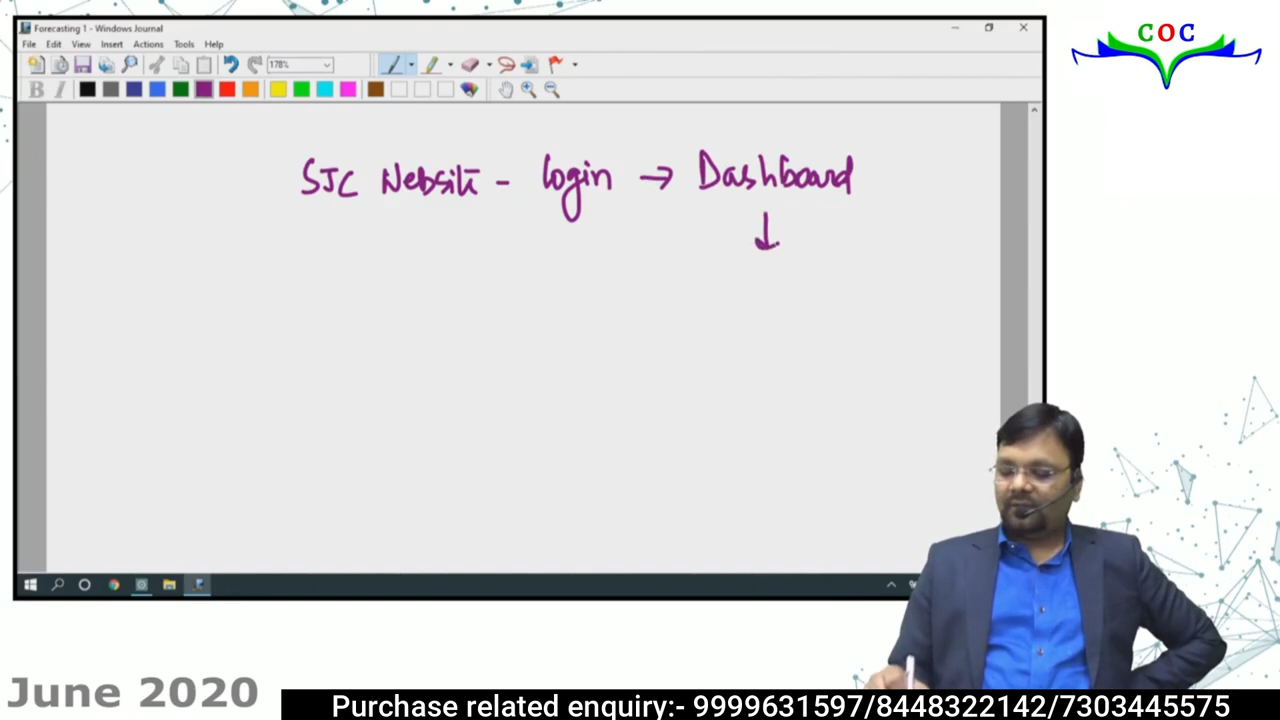 Forecasting 1 - Windows Journal
File Edit View Insert Actions Tools Help
178%
B I
COC
SJC Website - login → Dashboard
↓
June 2020
Purchase related enquiry:- 9999631597/8448322142/7303445575